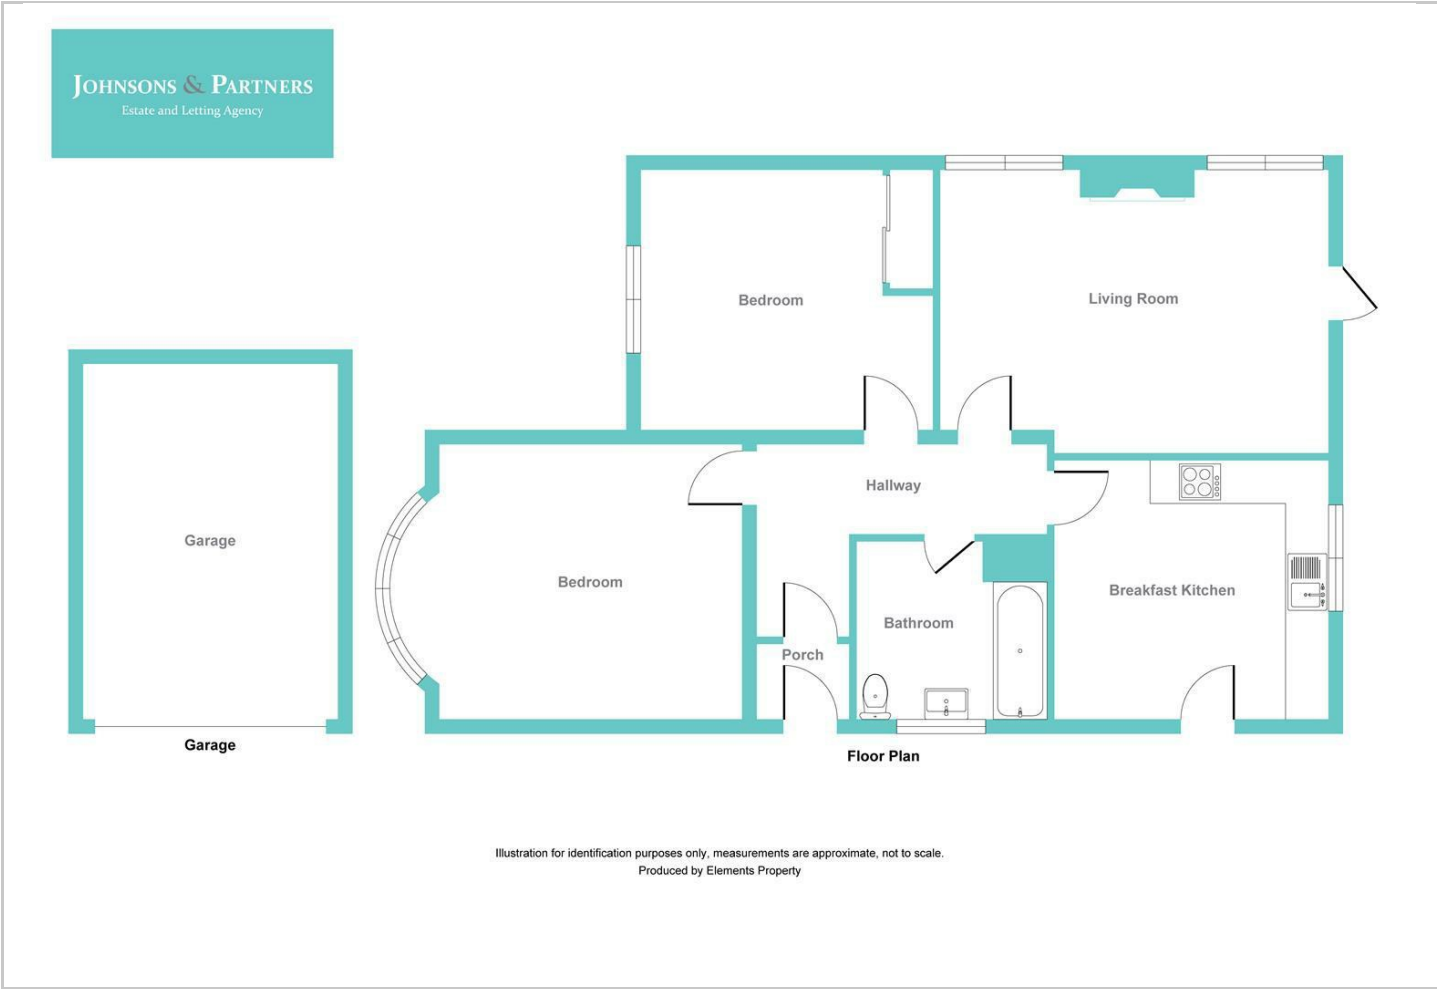 JOHNSONS & PARTNERS
Estate and Letting Agency
Bedroom
Living Room
Hallway
Garage
Bedroom
Breakfast Kitchen
Bathroom
Porch
Garage
Floor Plan
Illustration for identification purposes only, measurements are approximate, not to scale.
Produced by Elements Property